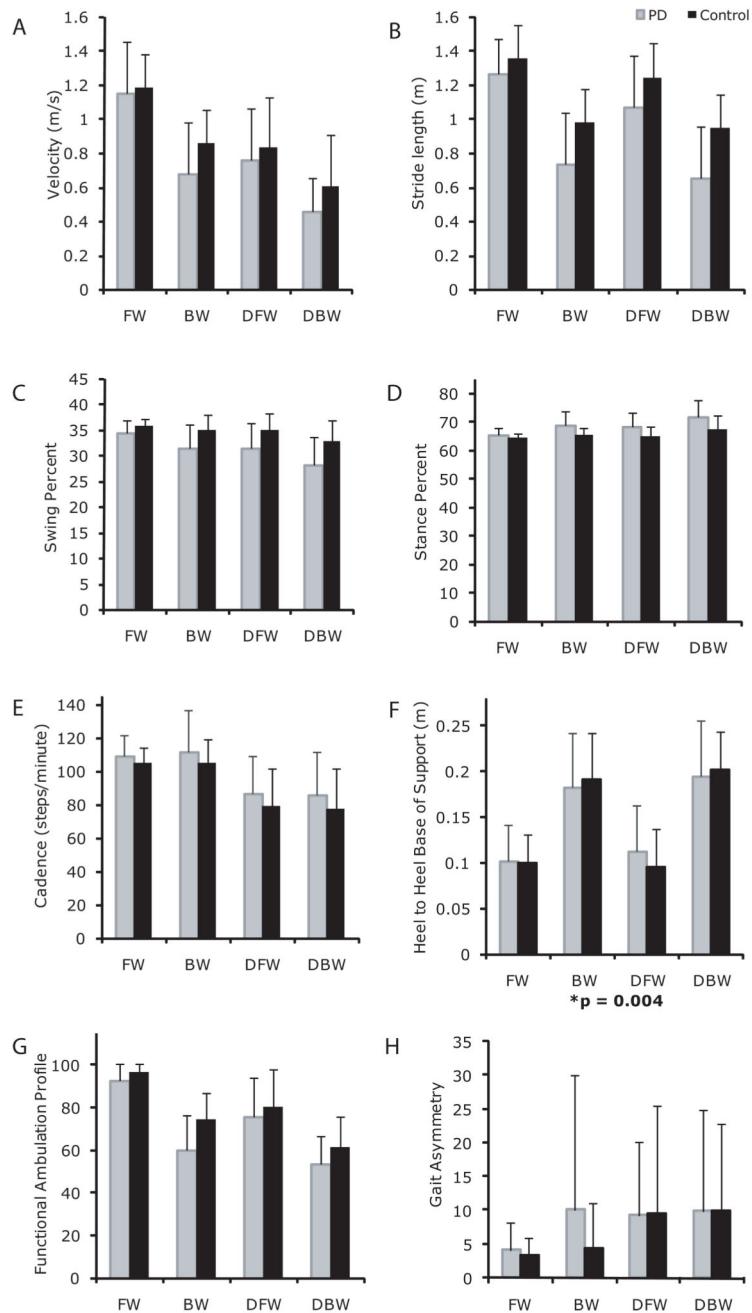 PD Control
A
Velocity (m/s)
1.6
1.4
1.2
1
0.8
0.6
0.4
0.2
0
FW BW DFW DBW
B
Stride length (m)
1.6
1.4
1.2
1
0.8
0.6
0.4
0.2
0
FW BW DFW DBW
C
Swing Percent
45
40
35
30
25
20
15
10
5
0
FW BW DFW DBW
D
Stance Percent
80
70
60
50
40
30
20
10
0
FW BW DFW DBW
E
Cadence (steps/minute)
140
120
100
80
60
40
20
0
FW BW DFW DBW
F
Heel to Heel Base of Support (m)
0.25
0.2
0.15
0.1
0.05
0
FW BW DFW DBW
*p = 0.004
G
Functional Ambulation Profile
100
80
60
40
20
0
FW BW DFW DBW
H
Gait Asymmetry
35
30
25
20
15
10
5
0
FW BW DFW DBW